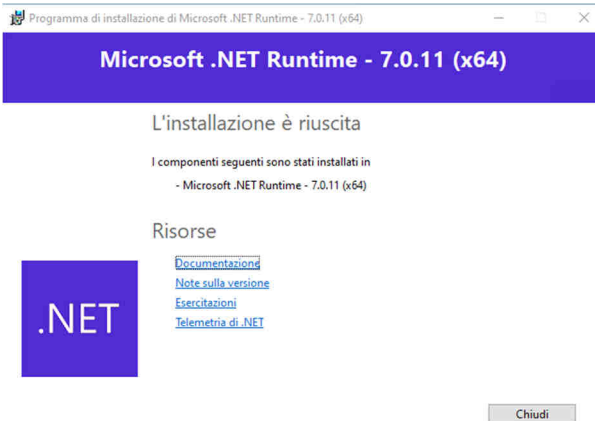 Programma di installazione di Microsoft .NET Runtime - 7.0.11 (x64)
Microsoft .NET Runtime - 7.0.11 (x64)
L'installazione è riuscita
I componenti seguenti sono stati installati in
- Microsoft .NET Runtime - 7.0.11 (x64)
Risorse
Documentazione
Note sulla versione
Esercitazioni
Telemetria di .NET
.NET
Chiudi